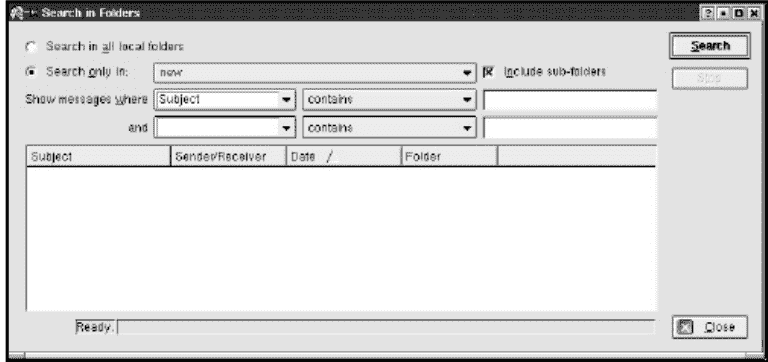 Search in Folders
Search in all local folders
Search
Search only in: new Include sub-folders
Stop
Show messages where Subject contains
and contains
Subject Sender/Receiver Date / Folder
Ready.
Close